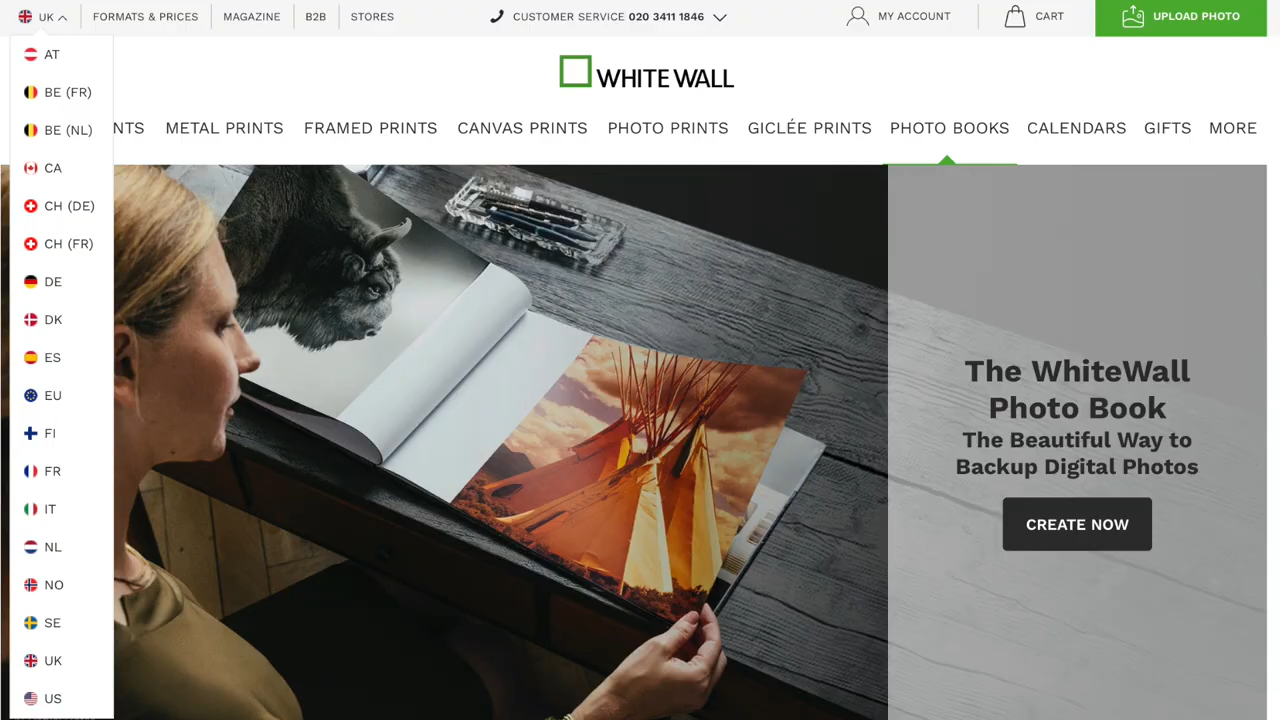 UK
FORMATS & PRICES
MAGAZINE
B2B
STORES
CUSTOMER SERVICE 020 3411 1846
MY ACCOUNT
CART
UPLOAD PHOTO
WHITE WALL
NTS
METAL PRINTS
FRAMED PRINTS
CANVAS PRINTS
PHOTO PRINTS
GICLÉE PRINTS
PHOTO BOOKS
CALENDARS
GIFTS
MORE
AT
BE (FR)
BE (NL)
CA
CH (DE)
CH (FR)
DE
DK
ES
EU
FI
FR
IT
NL
NO
SE
UK
US
The WhiteWall
Photo Book
The Beautiful Way to
Backup Digital Photos
CREATE NOW